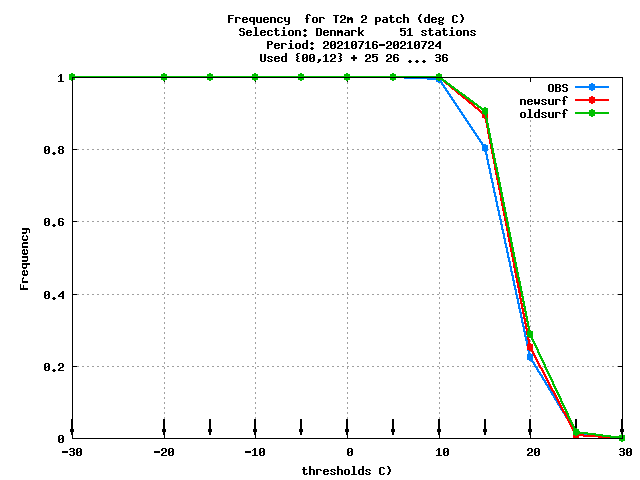 Frequency  for T2m 2 patch (deg C)
Selection: Denmark     51 stations
Period: 20210716-20210724
Used {00,12} + 25 26 ... 36
OBS
newsurf
oldsurf
1
0.8
0.6
0.4
0.2
0
Frequency
-30 -20 -10 0 10 20 30
thresholds C)